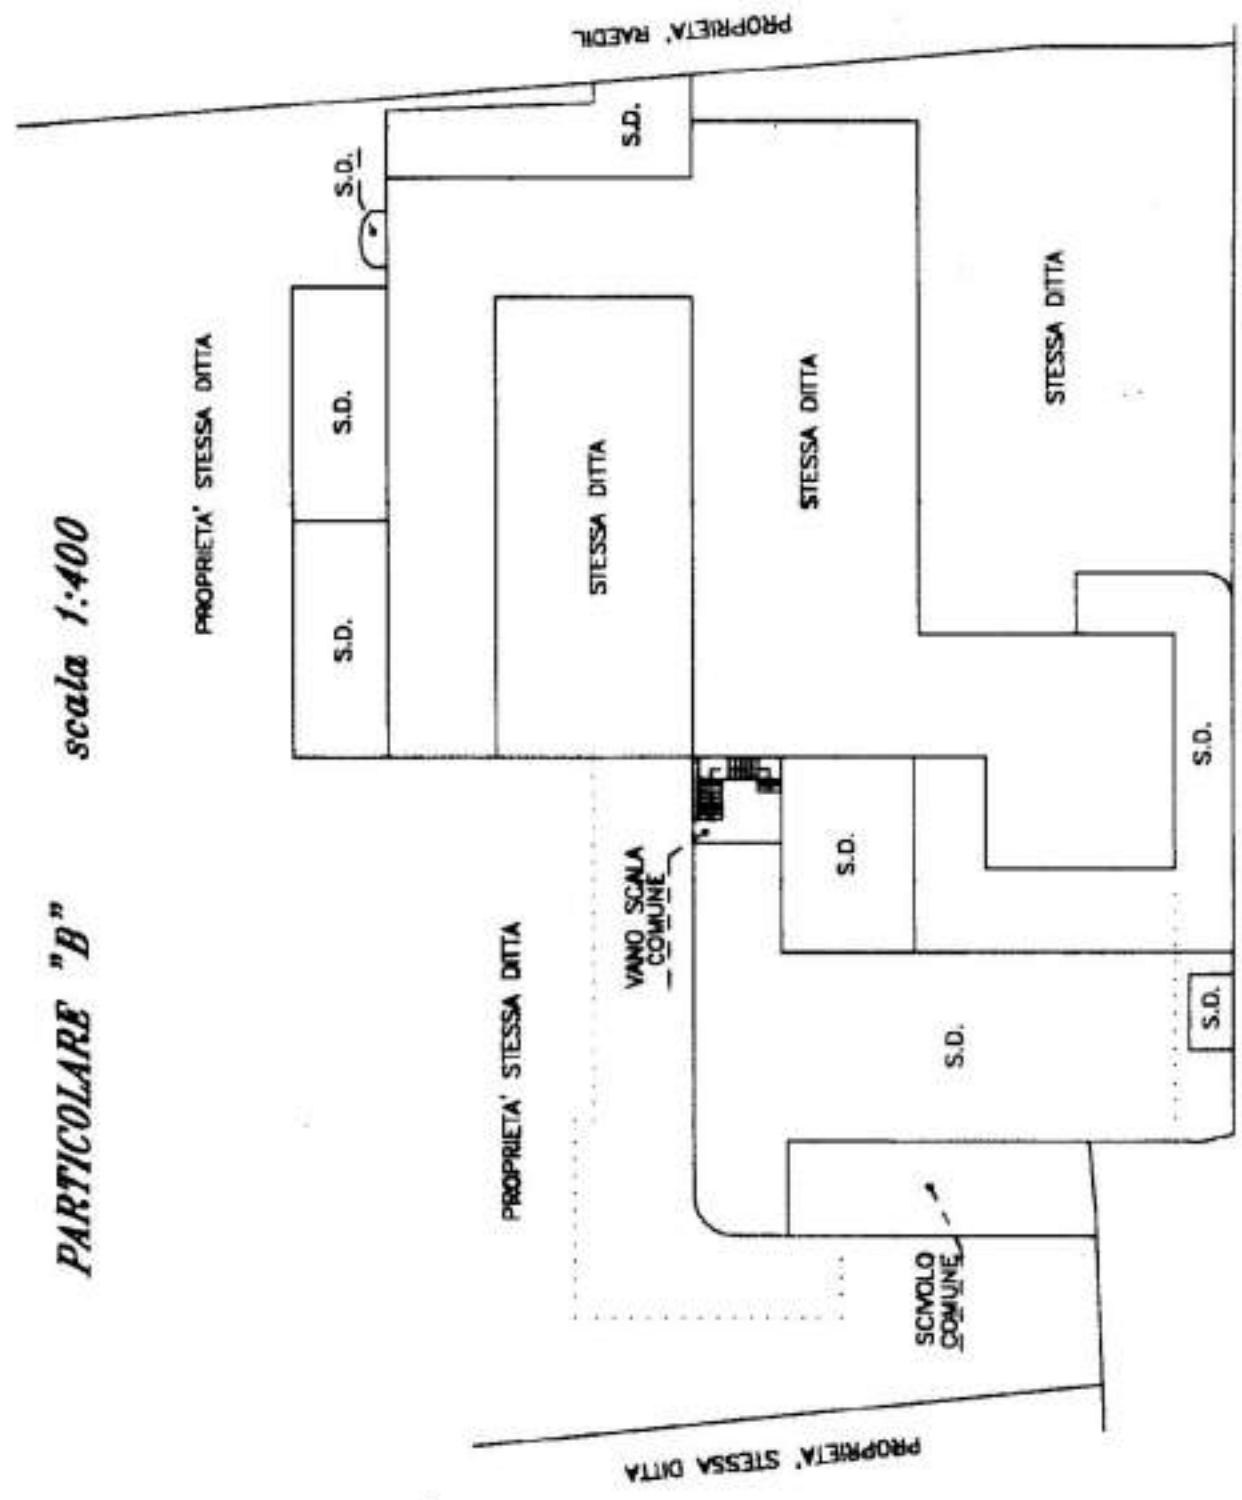 PARTICOLARE "B" scala 1:400
PROPRIETA' STESSA DITTA
S.D.
S.D.
S.D.
PROPRIETA' RAEDIL
S.D.
STESSA DITTA
PROPRIETA' STESSA DITTA
VANO SCALA
COMUNE
STESSA DITTA
S.D.
STESSA DITTA
S.D.
SCIVOLO
COMUNE
S.D.
S.D.
PROPRIETA' STESSA DITTA